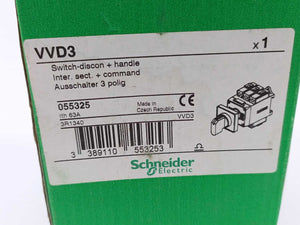 VVD3
x 1
Switch-discon + handle
Inter. sect. + command
Ausschalter 3 polig
055325
Made in
Czech Republic
Ith 63A
VVD3
3R1340
3 389110 553253
Schneider
Electric